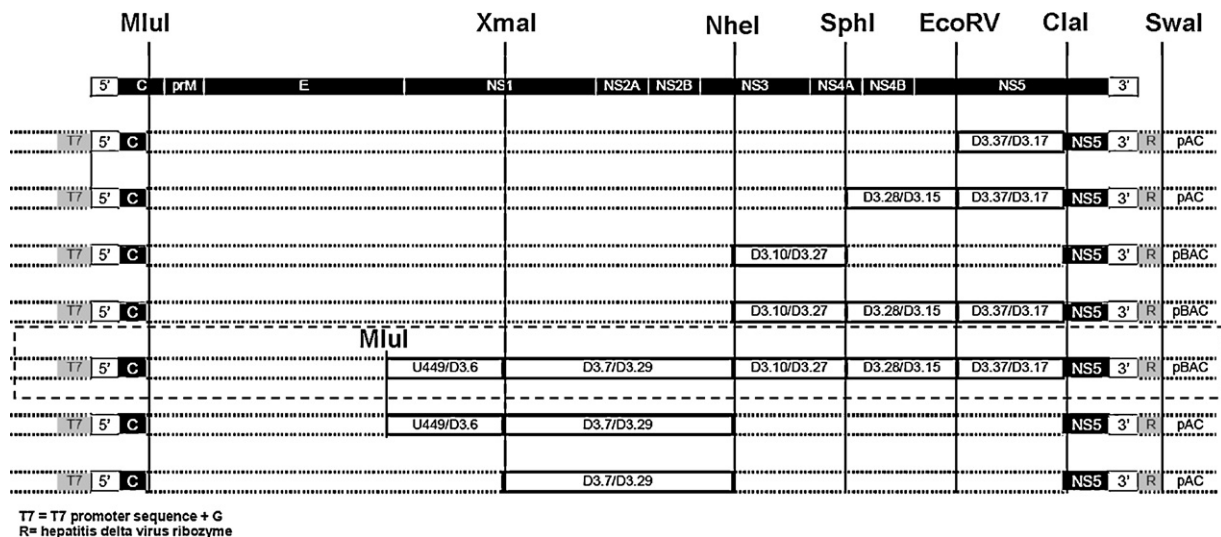 MluI XmaI NheI SphI EcoRV ClaI SwaI
5' C prM E NS1 NS2A NS2B NS3 NS4A NS4B NS5 3'
T7 5' C D3.37/D3.17 NS5 3' R pAC
T7 5' C D3.28/D3.15 D3.37/D3.17 NS5 3' R pAC
T7 5' C D3.10/D3.27 NS5 3' R pBAC
T7 5' C D3.10/D3.27 D3.28/D3.15 D3.37/D3.17 NS5 3' R pBAC
MluI
T7 5' C U449/D3.6 D3.7/D3.29 D3.10/D3.27 D3.28/D3.15 D3.37/D3.17 NS5 3' R pBAC
T7 5' C U449/D3.6 D3.7/D3.29 NS5 3' R pAC
T7 5' C D3.7/D3.29 NS5 3' R pAC
T7 = T7 promoter sequence + G
R= hepatitis delta virus ribozyme